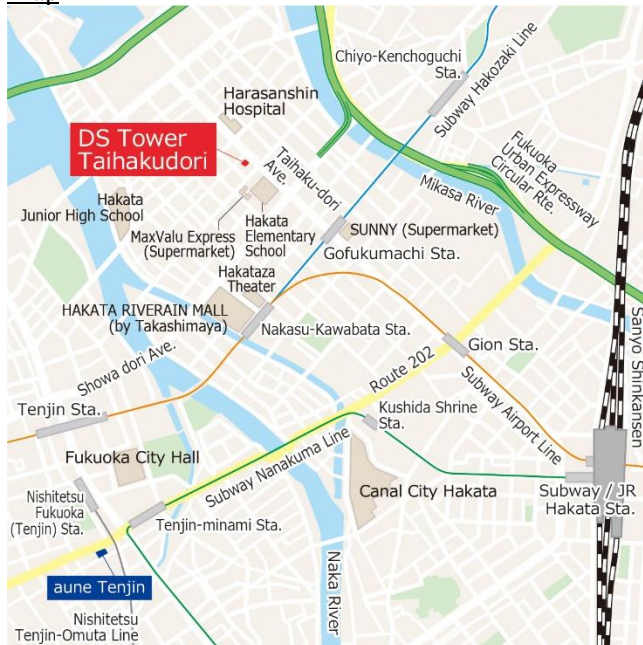 Chiyo-Kenchoguchi
Sta.
Subway Hakozaki Line
Harasanshin
Hospital
DS Tower
Taihakudori
Taihaku-dori
Ave.
Fukuoka
Urban Expressway
Circular Rte.
Mikasa River
Hakata
Junior High School
MaxValu Express
(Supermarket)
Hakata
Elementary
School
SUNNY (Supermarket)
Gofukumachi Sta.
Hakataza
Theater
HAKATA RIVERAIN MALL
(by Takashimaya)
Nakasu-Kawabata Sta.
Sanyo Shinkansen
Showa dori Ave.
Route 202
Gion Sta.
Subway Airport Line
Tenjin Sta.
Kushida Shrine
Sta.
Fukuoka City Hall
Subway Nanakuma Line
Canal City Hakata
Subway / JR
Hakata Sta.
Nishitetsu
Fukuoka
(Tenjin) Sta.
Tenjin-minami Sta.
aune Tenjin
Naka River
Nishitetsu
Tenjin-Omuta Line